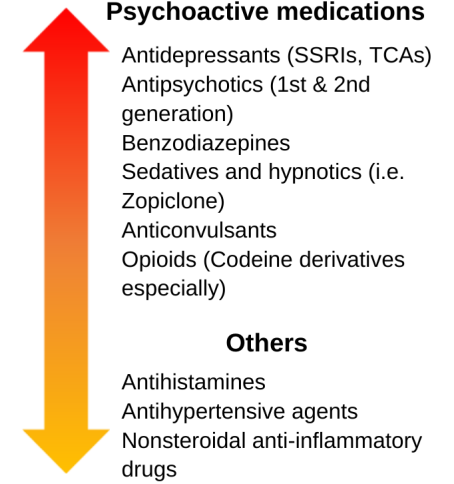 Psychoactive medications
Antidepressants (SSRIs, TCAs)
Antipsychotics (1st & 2nd
generation)
Benzodiazepines
Sedatives and hypnotics (i.e.
Zopiclone)
Anticonvulsants
Opioids (Codeine derivatives
especially)
Others
Antihistamines
Antihypertensive agents
Nonsteroidal anti-inflammatory
drugs